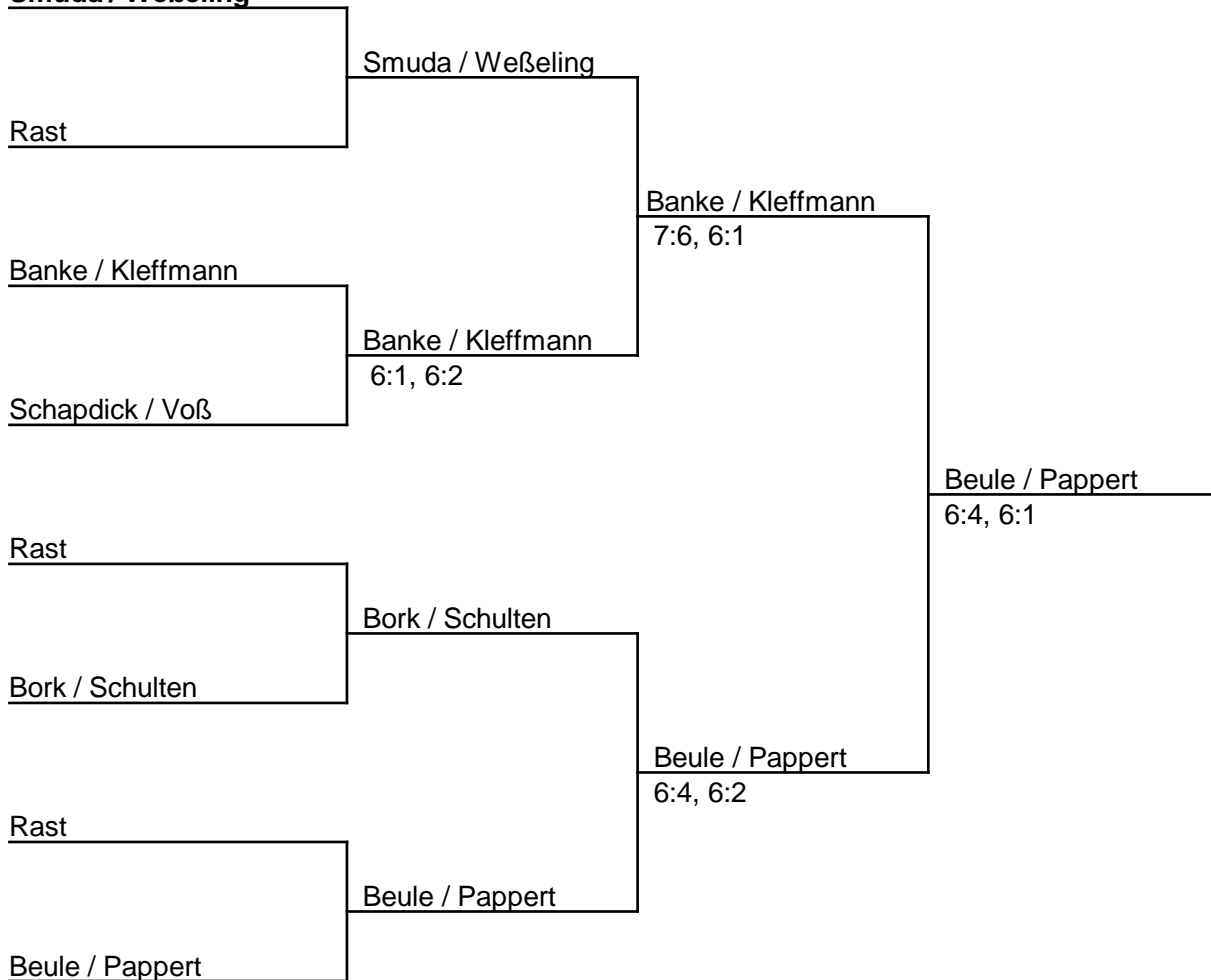 Smuda / Weßeling
Smuda / Weßeling
Rast
Banke / Kleffmann
7:6, 6:1
Banke / Kleffmann
Banke / Kleffmann
6:1, 6:2
Schapdick / Voß
Beule / Pappert
6:4, 6:1
Rast
Bork / Schulten
Bork / Schulten
Beule / Pappert
6:4, 6:2
Rast
Beule / Pappert
Beule / Pappert